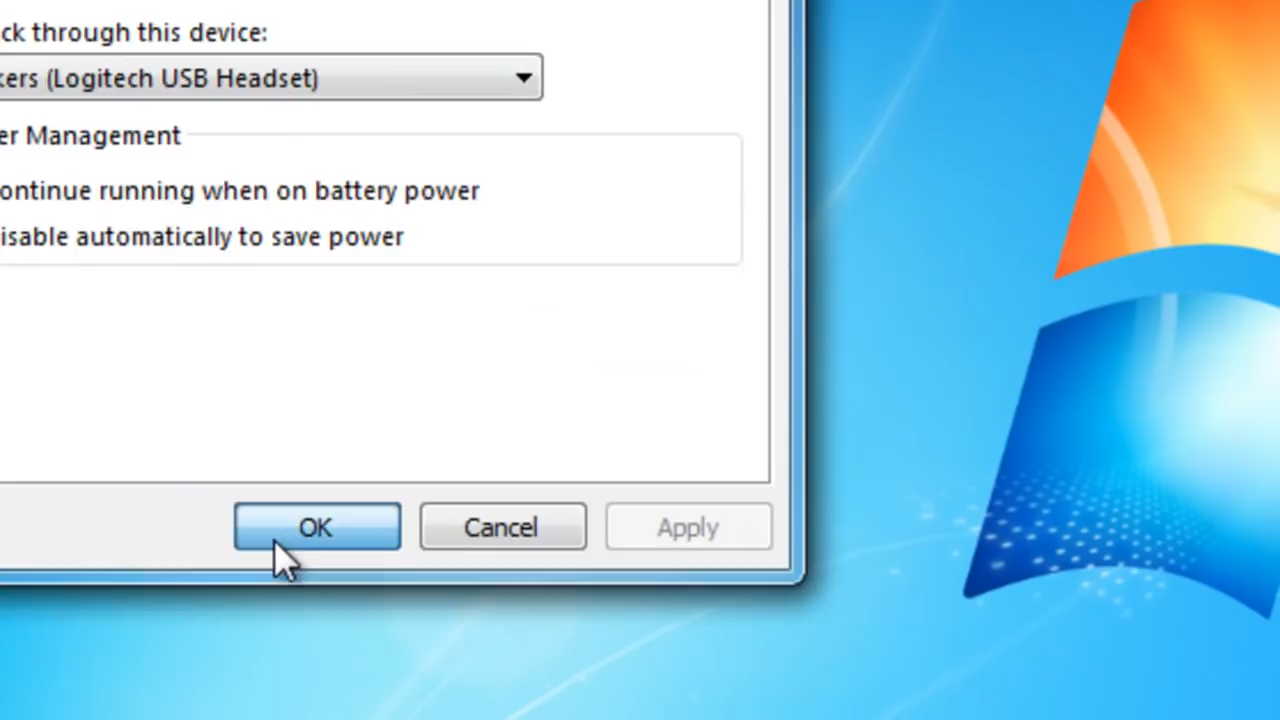 ck through this device:
kers (Logitech USB Headset)
er Management
ontinue running when on battery power
isable automatically to save power
OK
Cancel
Apply